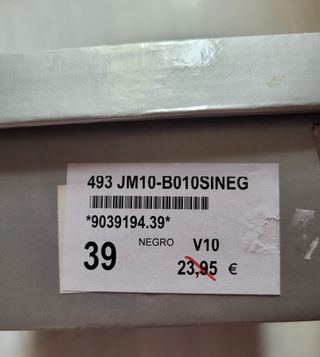 493 JM10-B010SINEG
*9039194.39*
39 NEGRO V10
23,95 €